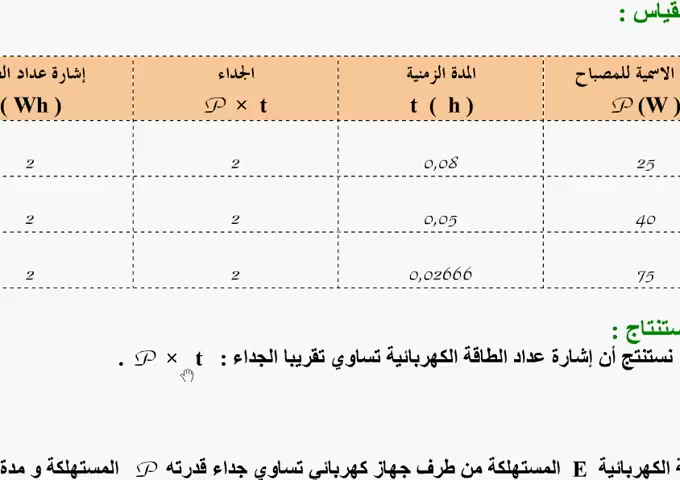 قياس :
الاسمية للمصباح المدة الزمنية الجداء إشارة عداد
𝒫 (W) t ( h ) 𝒫 × t ( Wh )
25 0,08 2 2
40 0,05 2 2
75 0,02666 2 2
ستنتاج :
نستنتج أن إشارة عداد الطاقة الكهربائية تساوي تقريبا الجداء : 𝒫 × t .
الكهربائية E المستهلكة من طرف جهاز كهربائي تساوي جداء قدرته 𝒫 المستهلكة و مدة